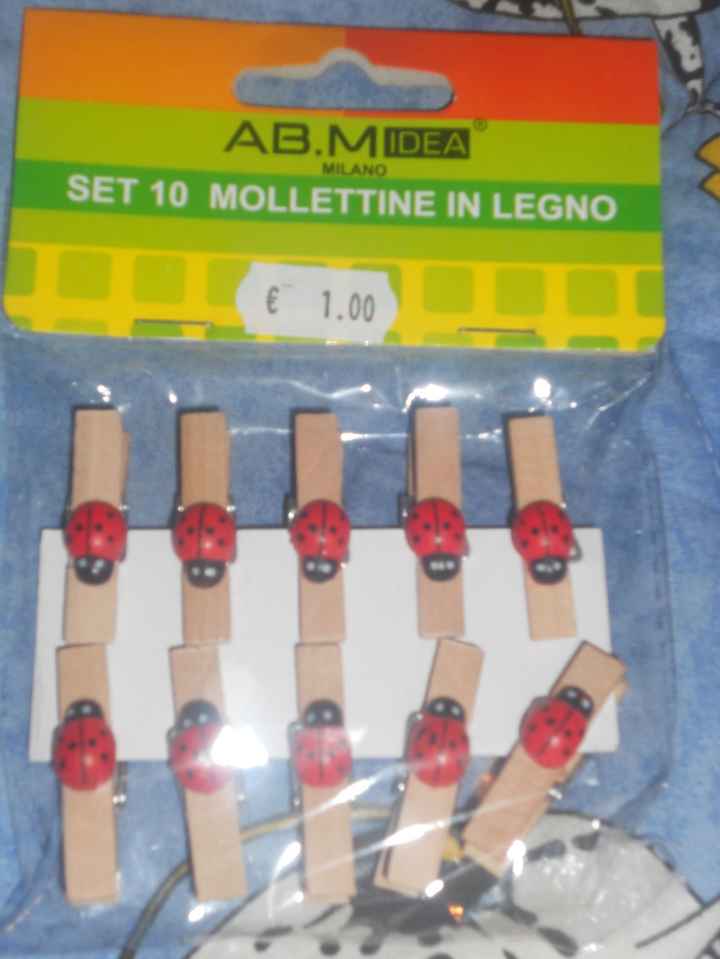 AB.M IDEA®
MILANO
SET 10 MOLLETTINE IN LEGNO
€ 1.00